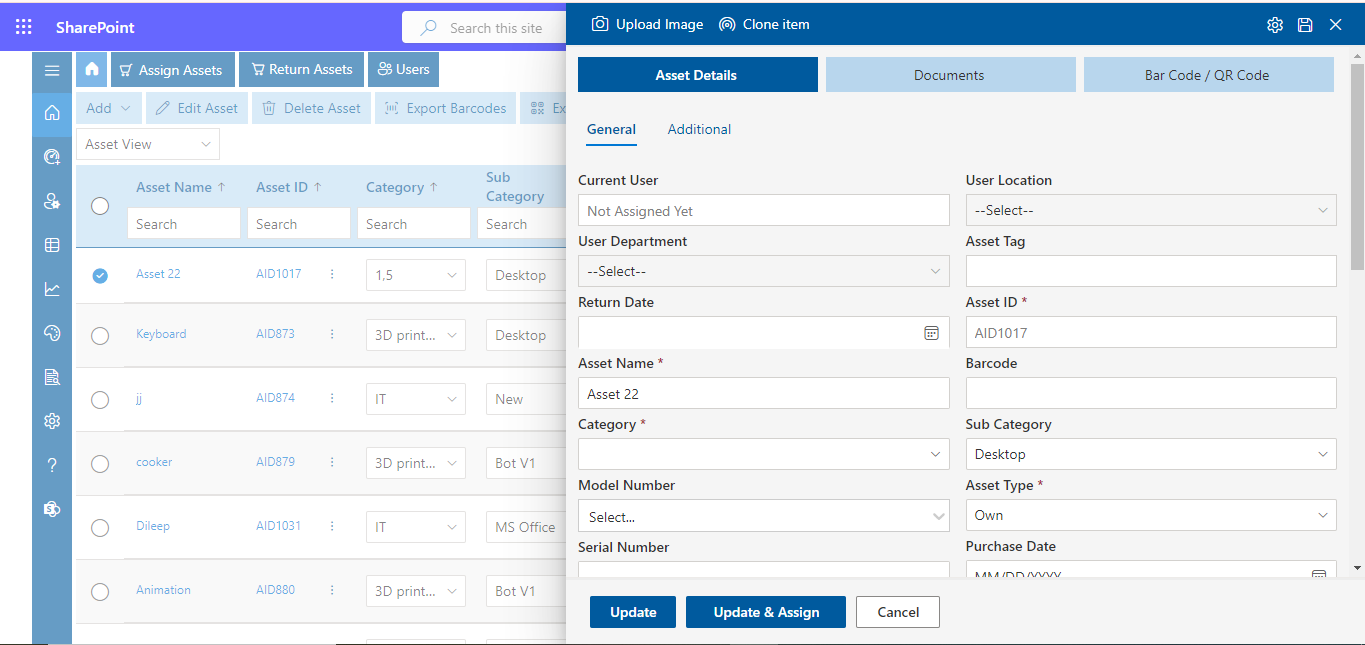 SharePoint
Search this site
Upload Image
Clone item
Assign Assets
Return Assets
Users
Add
Edit Asset
Delete Asset
Export Barcodes
Ex
Asset View
Asset Name ↑
Asset ID ↑
Category ↑
Sub
Category
Search
Search
Search
Search
Asset 22
AID1017
1,5
Desktop
Keyboard
AID873
3D print...
Desktop
jj
AID874
IT
New
cooker
AID879
3D print...
Bot V1
Dileep
AID1031
IT
MS Office
Animation
AID880
3D print...
Bot V1
Asset Details
Documents
Bar Code / QR Code
General
Additional
Current User
User Location
Not Assigned Yet
--Select--
User Department
Asset Tag
--Select--
Return Date
Asset ID *
AID1017
Asset Name *
Barcode
Asset 22
Category *
Sub Category
Desktop
Model Number
Asset Type *
Select...
Own
Serial Number
Purchase Date
MM/DD/YYYY
Update
Update & Assign
Cancel